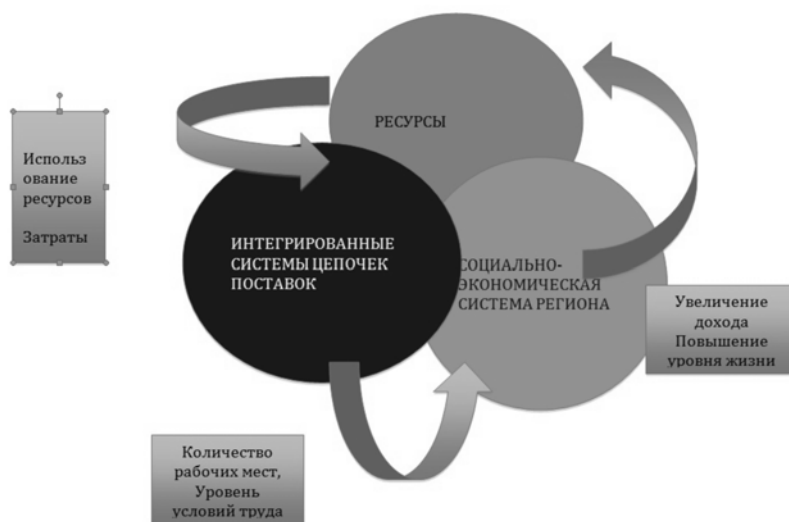 РЕСУРСЫ
Использ
ование
ресурсов
Затраты
ИНТЕГРИРОВАННЫЕ
СИСТЕМЫ ЦЕПОЧЕК
ПОСТАВОК
СОЦИАЛЬНО-
ЭКОНОМИЧЕСКАЯ
СИСТЕМА РЕГИОНА
Увеличение
дохода
Повышение
уровня жизни
Количество
рабочих мест,
Уровень
условий труда